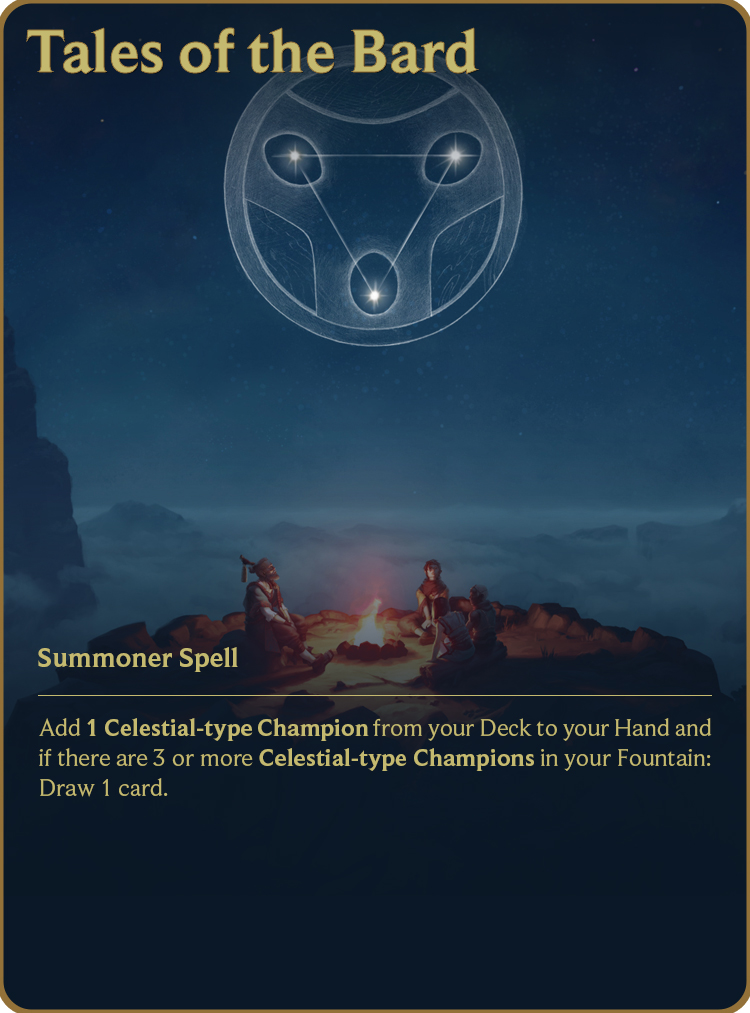 Tales of the Bard
Summoner Spell
Add 1 Celestial-type Champion from your Deck to your Hand and
if there are 3 or more Celestial-type Champions in your Fountain:
Draw 1 card.